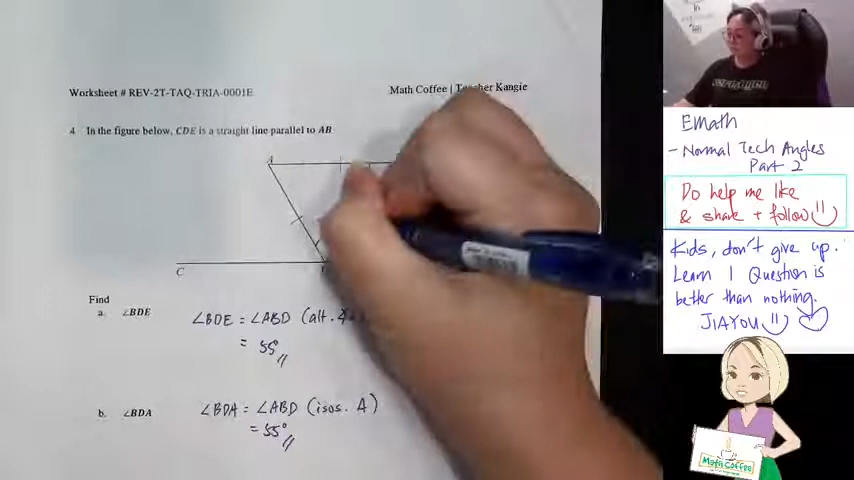 Worksheet # REV-2T-TAQ-TRIA-0001E
Math Coffee | Teacher Kangie
4 In the figure below, CDE is a straight line parallel to AB
A
C
Find
a. ∠BDE
∠BDE = ∠ABD (alt.
= 55°
b. ∠BDA
∠BDA = ∠ABD (isos. Δ)
= 55°
EMath
- Normal Tech Angles
Part 2
Do help me like
& share + follow
Kids, don't give up.
Learn 1 Question is
better than nothing.
JIAYOU
Math Coffee